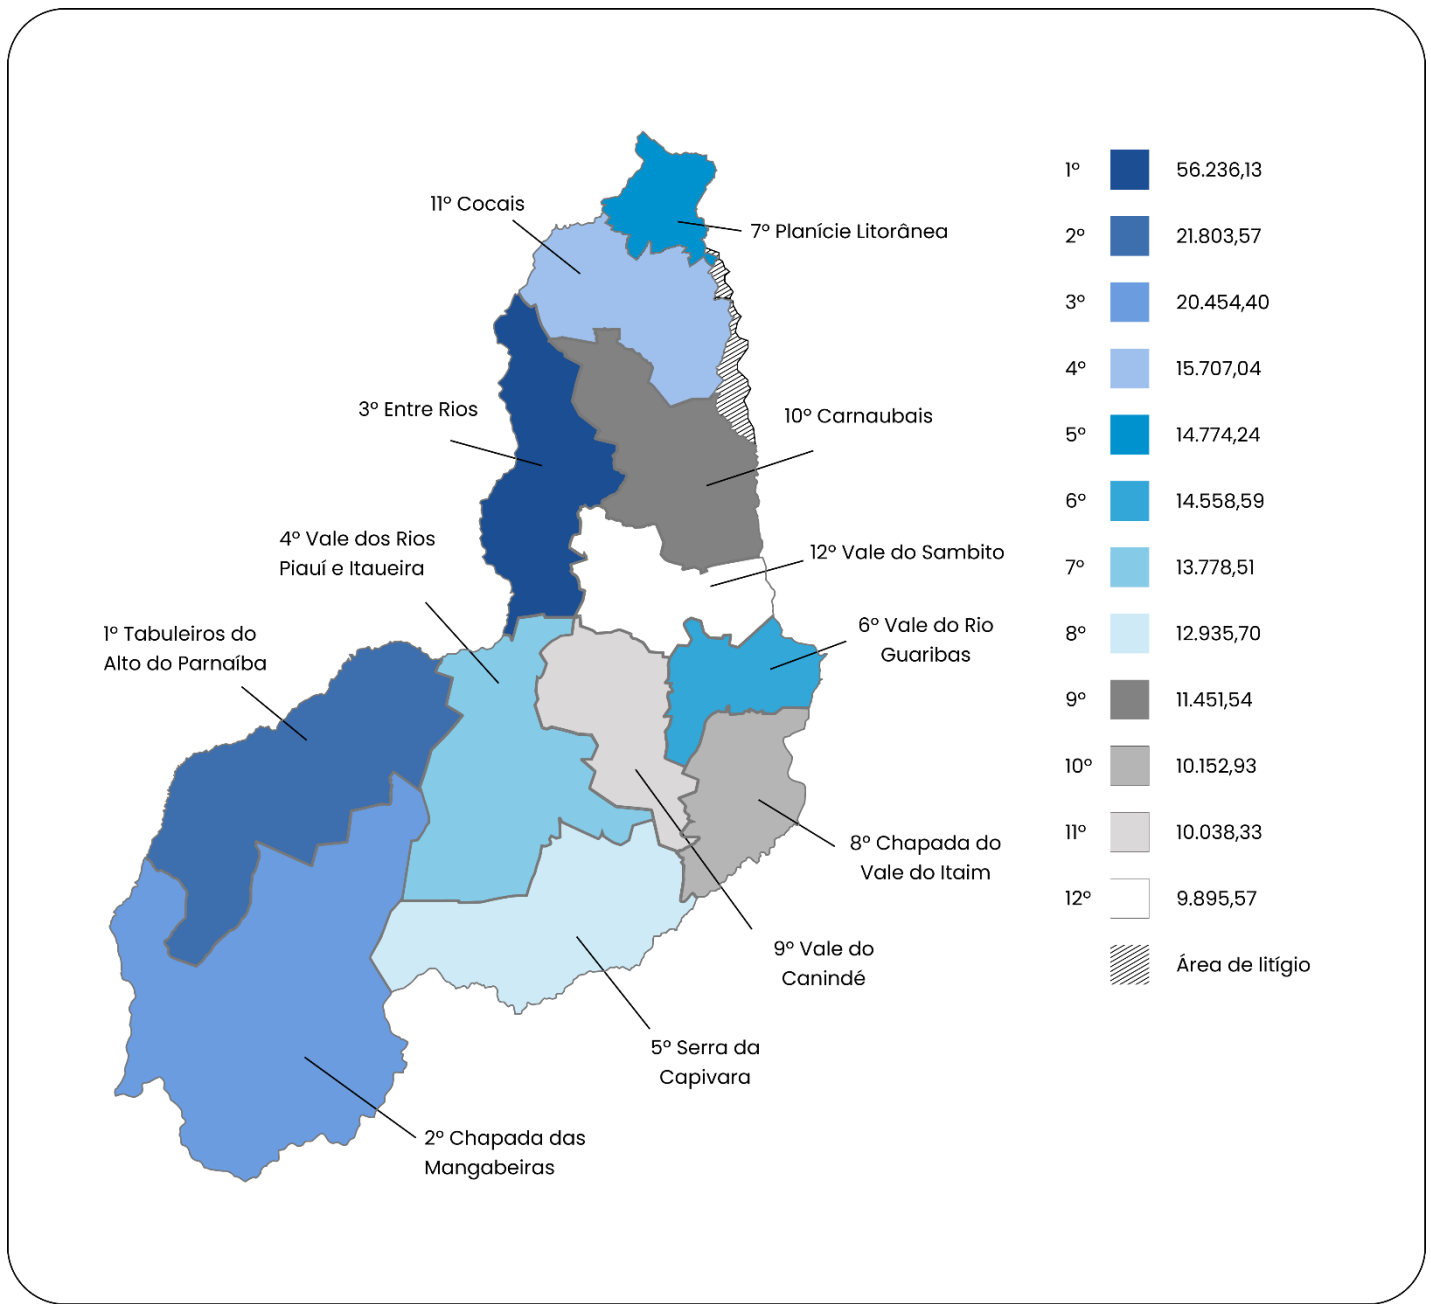 11º Cocais
7º Planície Litorânea
3º Entre Rios
10º Carnaubais
4º Vale dos Rios
Piauí e Itaueira
12º Vale do Sambito
1º Tabuleiros do
Alto do Parnaíba
6º Vale do Rio
Guaribas
8º Chapada do
Vale do Itaim
9º Vale do
Canindé
5º Serra da
Capivara
2º Chapada das
Mangabeiras
1º 56.236,13
2º 21.803,57
3º 20.454,40
4º 15.707,04
5º 14.774,24
6º 14.558,59
7º 13.778,51
8º 12.935,70
9º 11.451,54
10º 10.152,93
11º 10.038,33
12º 9.895,57
Área de litígio